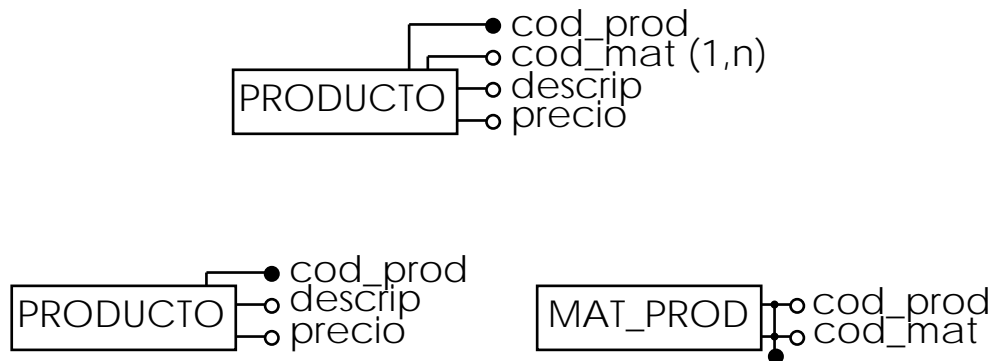 cod_prod
cod_mat (1,n)
PRODUCTO
descrip
precio
cod_prod
PRODUCTO
descrip
precio
MAT_PROD
cod_prod
cod_mat